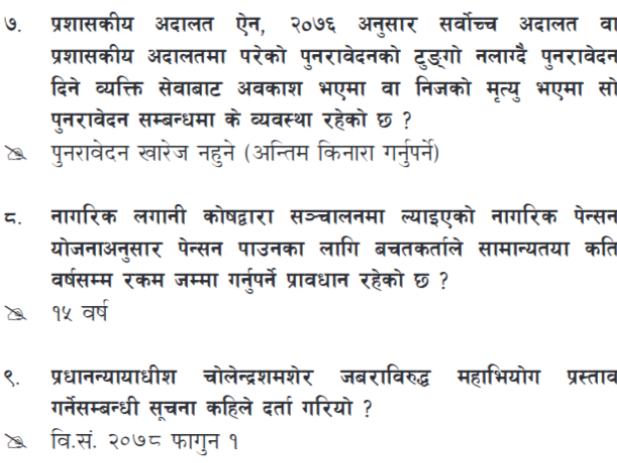 ७. प्रशासकीय अदालत ऐन, २०७६ अनुसार सर्वोच्च अदालत वा
प्रशासकीय अदालतमा परेको पुनरावेदनको टुङ्गो नलाग्दै पुनरावेदन
दिने व्यक्ति सेवाबाट अवकाश भएमा वा निजको मृत्यु भएमा सो
पुनरावेदन सम्बन्धमा के व्यवस्था रहेको छ ?
पुनरावेदन खारेज नहुने (अन्तिम किनारा गर्नुपर्ने)
८. नागरिक लगानी कोषद्वारा सञ्चालनमा ल्याइएको नागरिक पेन्सन
योजनाअनुसार पेन्सन पाउनका लागि बचतकर्ताले सामान्यतया कति
वर्षसम्म रकम जम्मा गर्नुपर्ने प्रावधान रहेको छ ?
१५ वर्ष
९. प्रधानन्यायाधीश चोलेन्द्रशमशेर जबराविरुद्ध महाभियोग प्रस्ताव
गर्नेसम्बन्धी सूचना कहिले दर्ता गरियो ?
वि.सं. २०७८ फागुन १